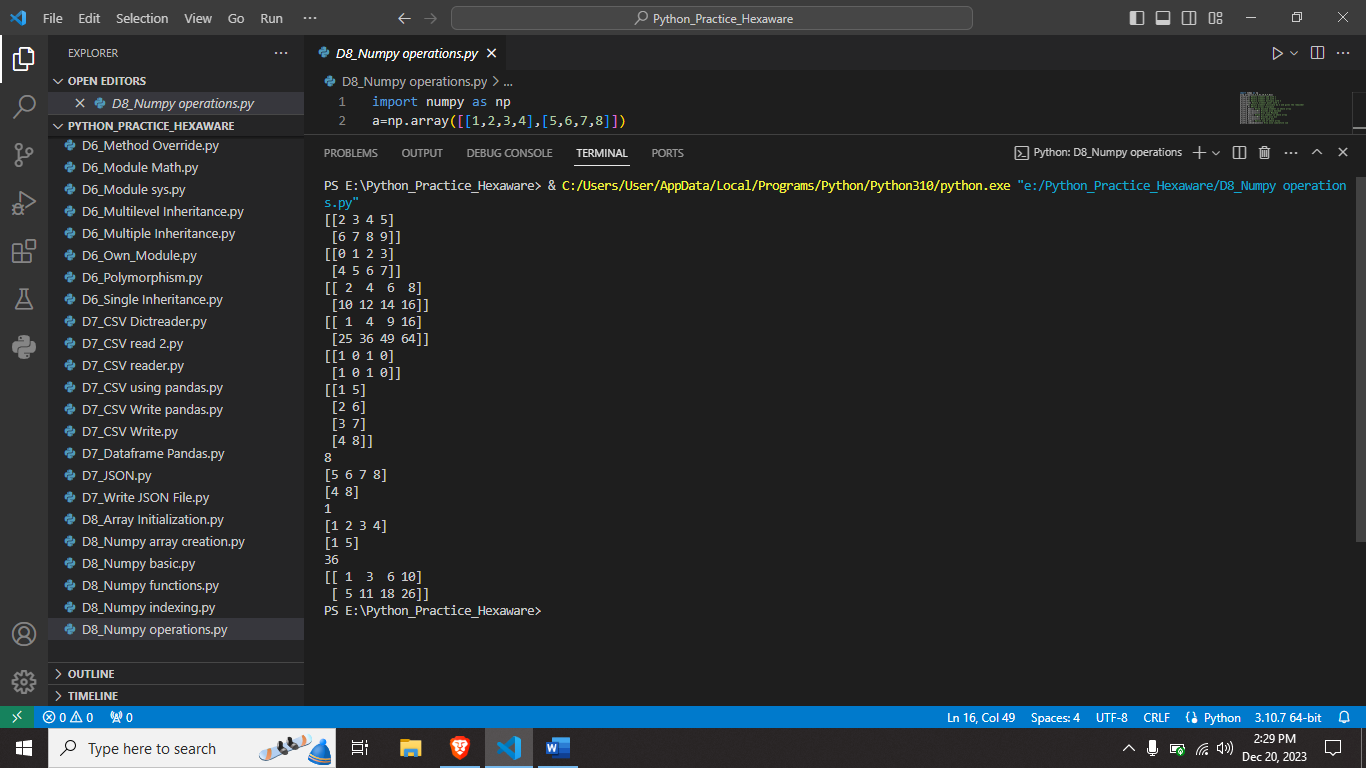 File Edit Selection View Go Run ···
Python_Practice_Hexaware
EXPLORER ···
OPEN EDITORS
D8_Numpy operations.py
PYTHON_PRACTICE_HEXAWARE
D6_Method Override.py
D6_Module Math.py
D6_Module sys.py
D6_Multilevel Inheritance.py
D6_Multiple Inheritance.py
D6_Own_Module.py
D6_Polymorphism.py
D6_Single Inheritance.py
D7_CSV Dictreader.py
D7_CSV read 2.py
D7_CSV reader.py
D7_CSV using pandas.py
D7_CSV Write pandas.py
D7_CSV Write.py
D7_Dataframe Pandas.py
D7_JSON.py
D7_Write JSON File.py
D8_Array Initialization.py
D8_Numpy array creation.py
D8_Numpy basic.py
D8_Numpy functions.py
D8_Numpy indexing.py
D8_Numpy operations.py
OUTLINE
TIMELINE
D8_Numpy operations.py
D8_Numpy operations.py > ...
1 import numpy as np
2 a=np.array([[1,2,3,4],[5,6,7,8]])
PROBLEMS OUTPUT DEBUG CONSOLE TERMINAL PORTS Python: D8_Numpy operations
PS E:\Python_Practice_Hexaware> & C:/Users/User/AppData/Local/Programs/Python/Python310/python.exe "e:/Python_Practice_Hexaware/D8_Numpy operation
s.py"
[[2 3 4 5]
 [6 7 8 9]]
[[0 1 2 3]
 [4 5 6 7]]
[[ 2  4  6  8]
 [10 12 14 16]]
[[ 1  4  9 16]
 [25 36 49 64]]
[[1 0 1 0]
 [1 0 1 0]]
[[1 5]
 [2 6]
 [3 7]
 [4 8]]
8
[5 6 7 8]
[4 8]
1
[1 2 3 4]
[1 5]
36
[[ 1  3  6 10]
 [ 5 11 18 26]]
PS E:\Python_Practice_Hexaware>
0 0 0 Ln 16, Col 49 Spaces: 4 UTF-8 CRLF Python 3.10.7 64-bit
Type here to search
2:29 PM
Dec 20, 2023